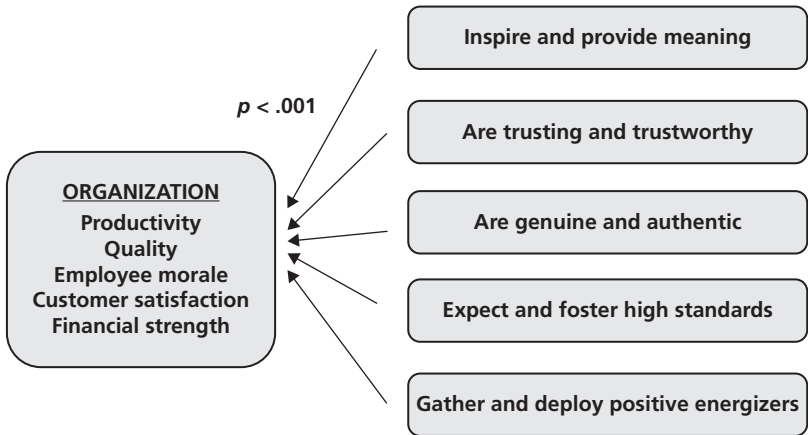 Inspire and provide meaning
p < .001
Are trusting and trustworthy
ORGANIZATION
Productivity
Quality
Employee morale
Customer satisfaction
Financial strength
Are genuine and authentic
Expect and foster high standards
Gather and deploy positive energizers